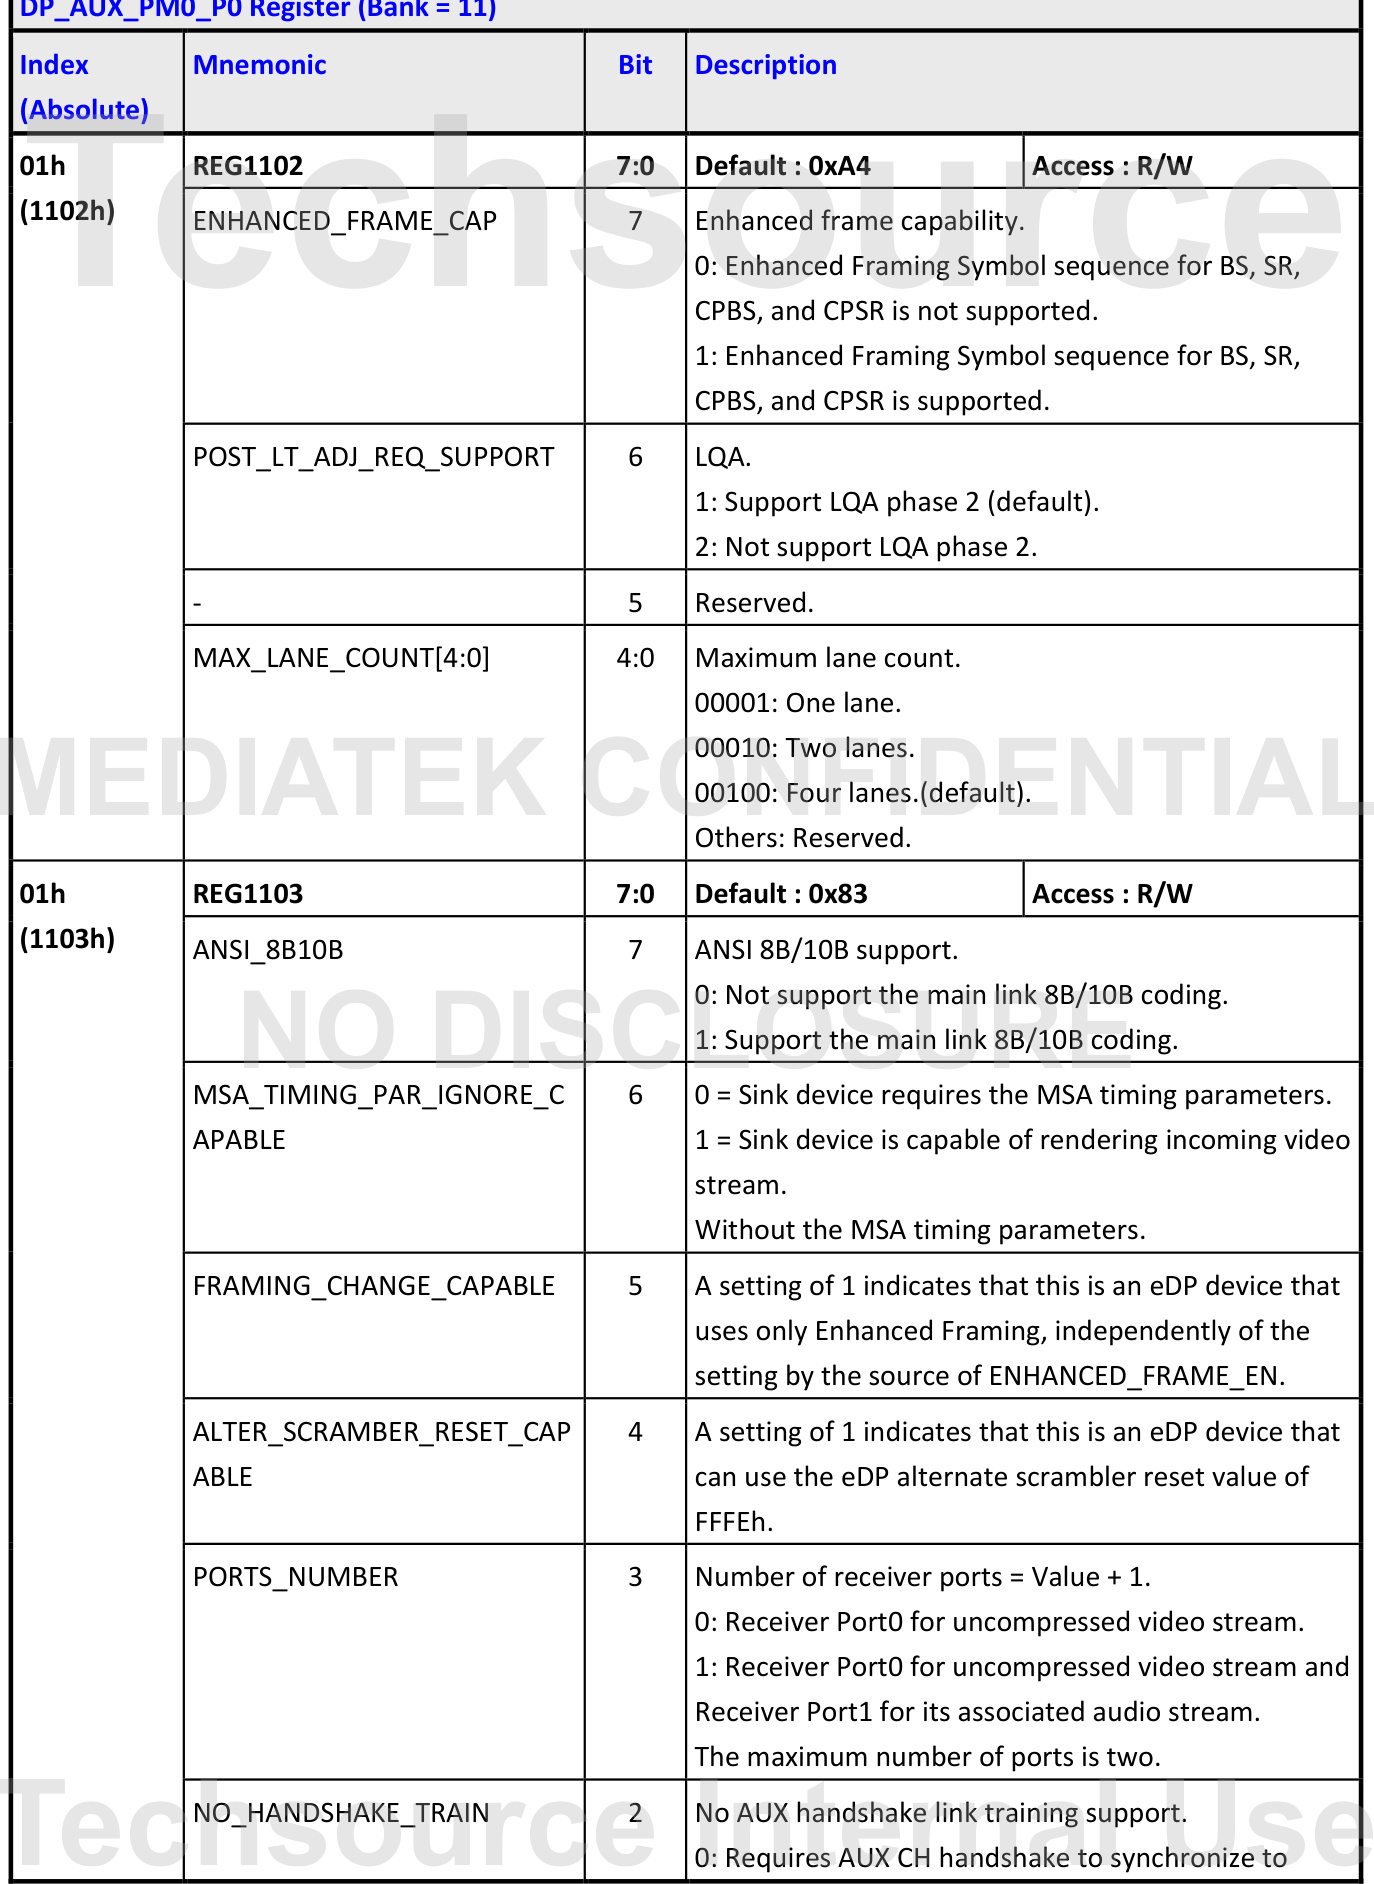 DP_AUX_PM0_P0 Register (Bank = 11)
Index
(Absolute)
Mnemonic
Bit
Description
01h
(1102h)
REG1102
7:0
Default : 0xA4
Access : R/W
ENHANCED_FRAME_CAP
7
Enhanced frame capability.
0: Enhanced Framing Symbol sequence for BS, SR,
CPBS, and CPSR is not supported.
1: Enhanced Framing Symbol sequence for BS, SR,
CPBS, and CPSR is supported.
POST_LT_ADJ_REQ_SUPPORT
6
LQA.
1: Support LQA phase 2 (default).
2: Not support LQA phase 2.
-
5
Reserved.
MAX_LANE_COUNT[4:0]
4:0
Maximum lane count.
00001: One lane.
00010: Two lanes.
00100: Four lanes.(default).
Others: Reserved.
01h
(1103h)
REG1103
7:0
Default : 0x83
Access : R/W
ANSI_8B10B
7
ANSI 8B/10B support.
0: Not support the main link 8B/10B coding.
1: Support the main link 8B/10B coding.
MSA_TIMING_PAR_IGNORE_C
APABLE
6
0 = Sink device requires the MSA timing parameters.
1 = Sink device is capable of rendering incoming video
stream.
Without the MSA timing parameters.
FRAMING_CHANGE_CAPABLE
5
A setting of 1 indicates that this is an eDP device that
uses only Enhanced Framing, independently of the
setting by the source of ENHANCED_FRAME_EN.
ALTER_SCRAMBER_RESET_CAP
ABLE
4
A setting of 1 indicates that this is an eDP device that
can use the eDP alternate scrambler reset value of
FFFEh.
PORTS_NUMBER
3
Number of receiver ports = Value + 1.
0: Receiver Port0 for uncompressed video stream.
1: Receiver Port0 for uncompressed video stream and
Receiver Port1 for its associated audio stream.
The maximum number of ports is two.
NO_HANDSHAKE_TRAIN
2
No AUX handshake link training support.
0: Requires AUX CH handshake to synchronize to
Techsource
MEDIATEK CONFIDENTIAL
NO DISCLOSURE
Techsource Internal Use